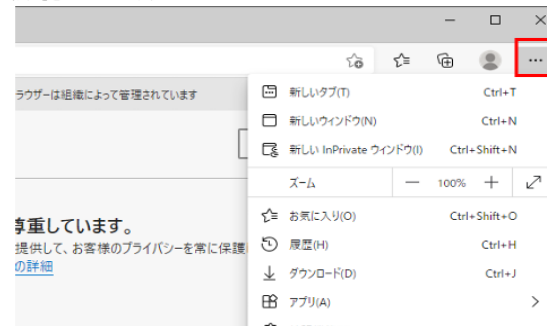 ラウザーは組織によって管理されています
新しいタブ(T) Ctrl+T
新しいウィンドウ(N) Ctrl+N
新しい InPrivate ウィンドウ(I) Ctrl+Shift+N
ズーム 100%
お気に入り(O) Ctrl+Shift+O
履歴(H) Ctrl+H
ダウンロード(D) Ctrl+J
アプリ(A)
尊重しています。
提供して、お客様のプライバシーを常に保護
の詳細